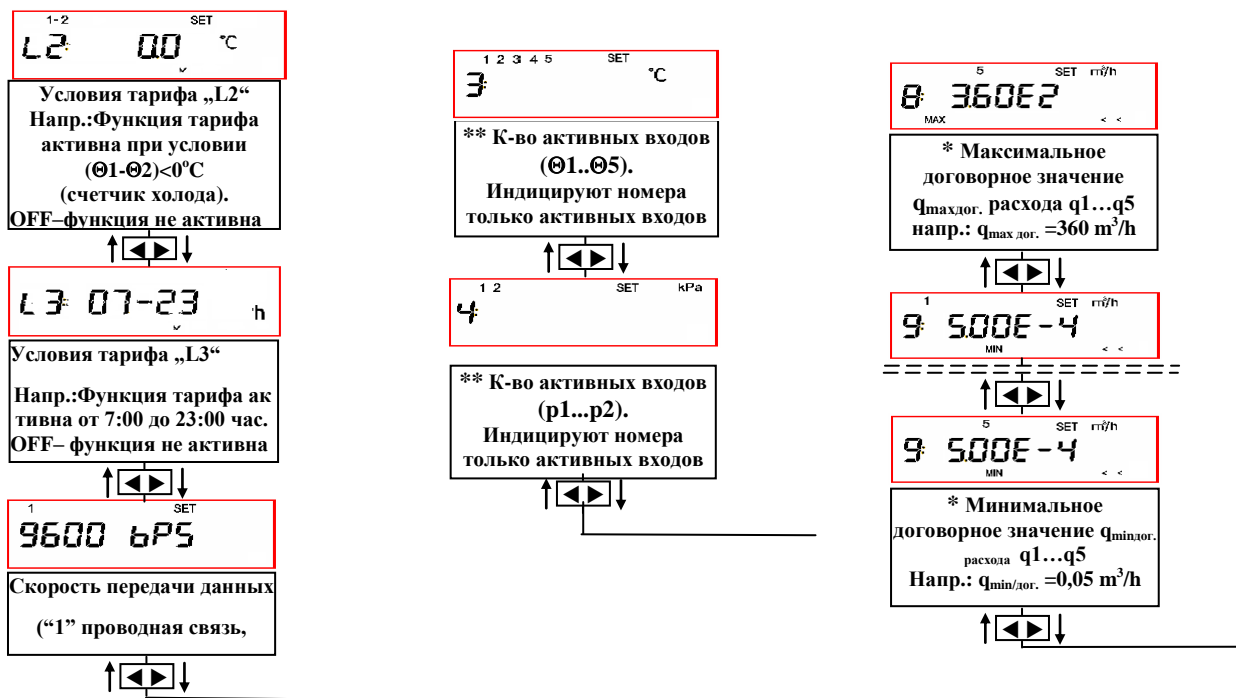 1-2 SET
L2: 0.0 °C
Условия тарифа „L2“
Напр.:Функция тарифа
активна при условии
(Θ1-Θ2)<0°C
(счетчик холода).
OFF–функция не активна
L3: 07-23 h
Условия тарифа „L3“
Напр.:Функция тарифа ак
тивна от 7:00 до 23:00 час.
OFF– функция не активна
1 SET
9600 bPS
Скорость передачи данных
(“1” проводная связь,
1 2 3 4 5 SET °C
3:
** К-во активных входов
(Θ1..Θ5).
Индицируют номера
только активных входов
1 2 SET kPa
4:
** К-во активных входов
(p1...p2).
Индицируют номера
только активных входов
5 SET m³/h
8: 3.60E2
MAX < <
* Максимальное
договорное значение
qmaxдог. расхода q1…q5
напр.: qmax дог. =360 m³/h
1 SET m³/h
9: 5.00E-4
MIN < <
5 SET m³/h
9: 5.00E-4
MIN < <
* Минимальное
договорное значение qminдог.
расхода q1…q5
Напр.: qmin/дог. =0,05 m³/h